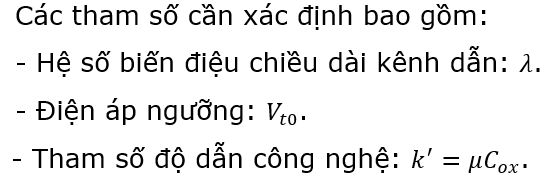 Các tham số cần xác định bao gồm:
- Hệ số biến điệu chiều dài kênh dẫn: λ.
- Điện áp ngưỡng: V_{t0}.
- Tham số độ dẫn công nghệ: k′ = μC_{ox}.